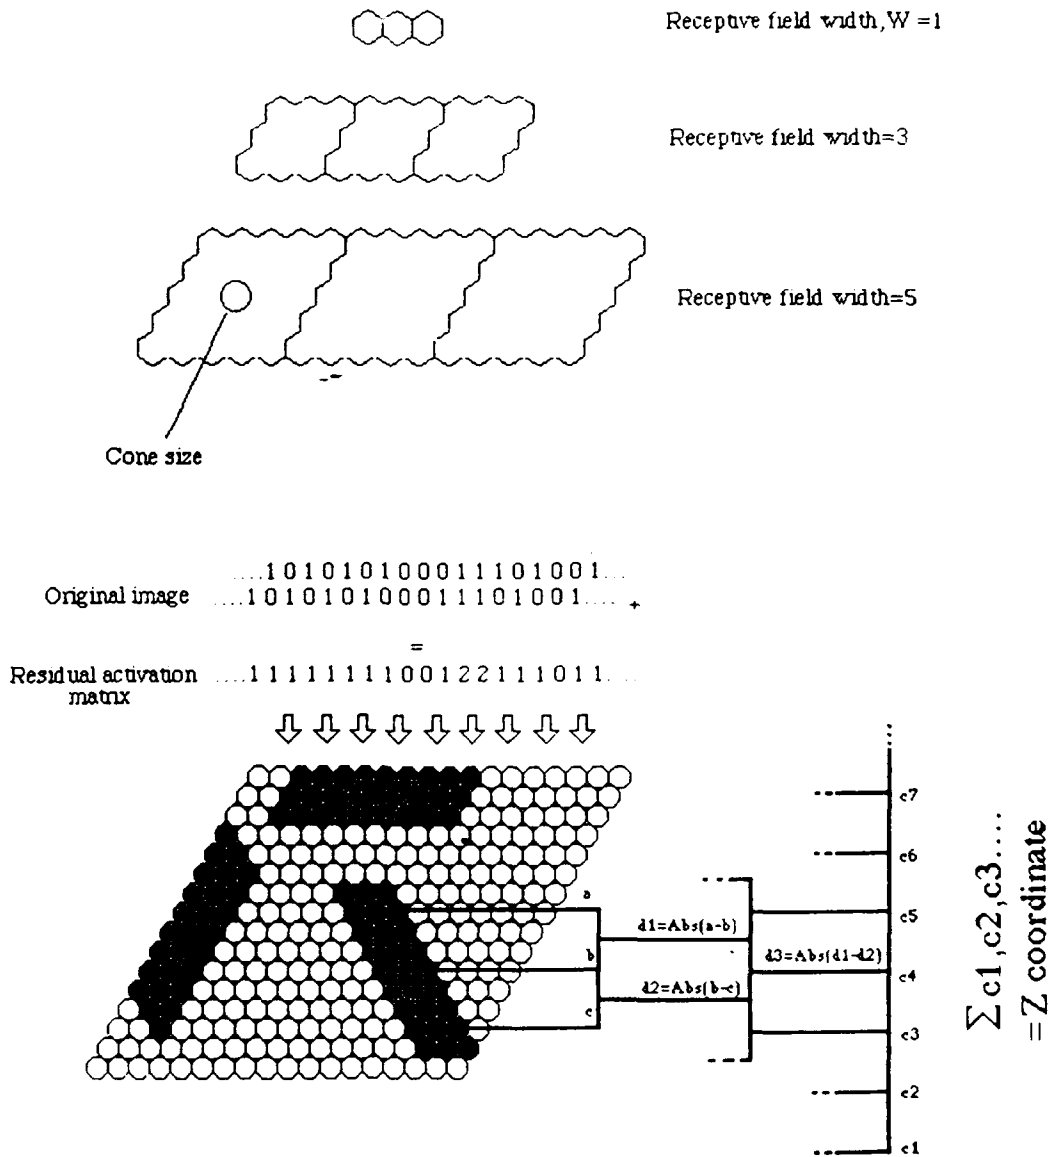 Receptive field width, W =1
Receptive field width=3
Receptive field width=5
Cone size
....1 0 1 0 1 0 1 0 0 0 1 1 1 0 1 0 0 1...
Original image ....1 0 1 0 1 0 1 0 0 0 1 1 1 0 1 0 0 1.... +
=
Residual activation matrix ....1 1 1 1 1 1 1 1 0 0 1 2 2 1 1 1 0 1 1....
a
b
c
d1=Abs(a-b)
d2=Abs(b-c)
d3=Abs(d1-d2)
c7
c6
c5
c4
c3
c2
c1
∑ c1,c2,c3....
=Z coordinate